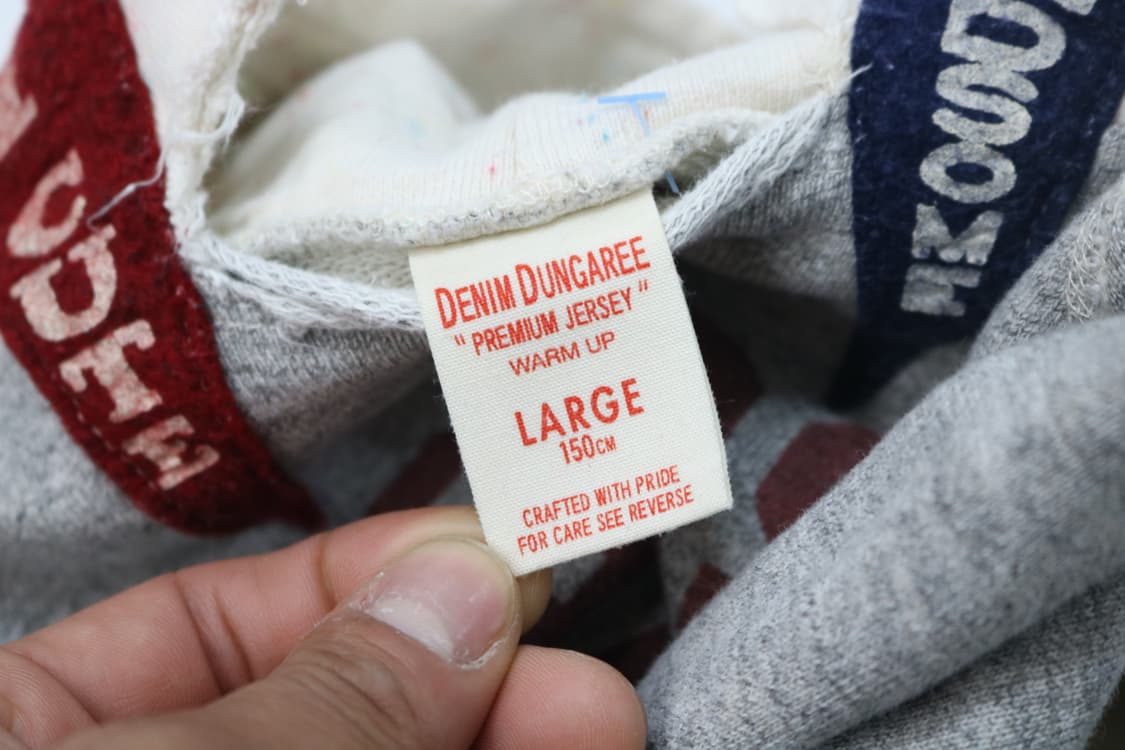 DENIM DUNGAREE
" PREMIUM JERSEY "
WARM UP
LARGE
150CM
CRAFTED WITH PRIDE
FOR CARE SEE REVERSE